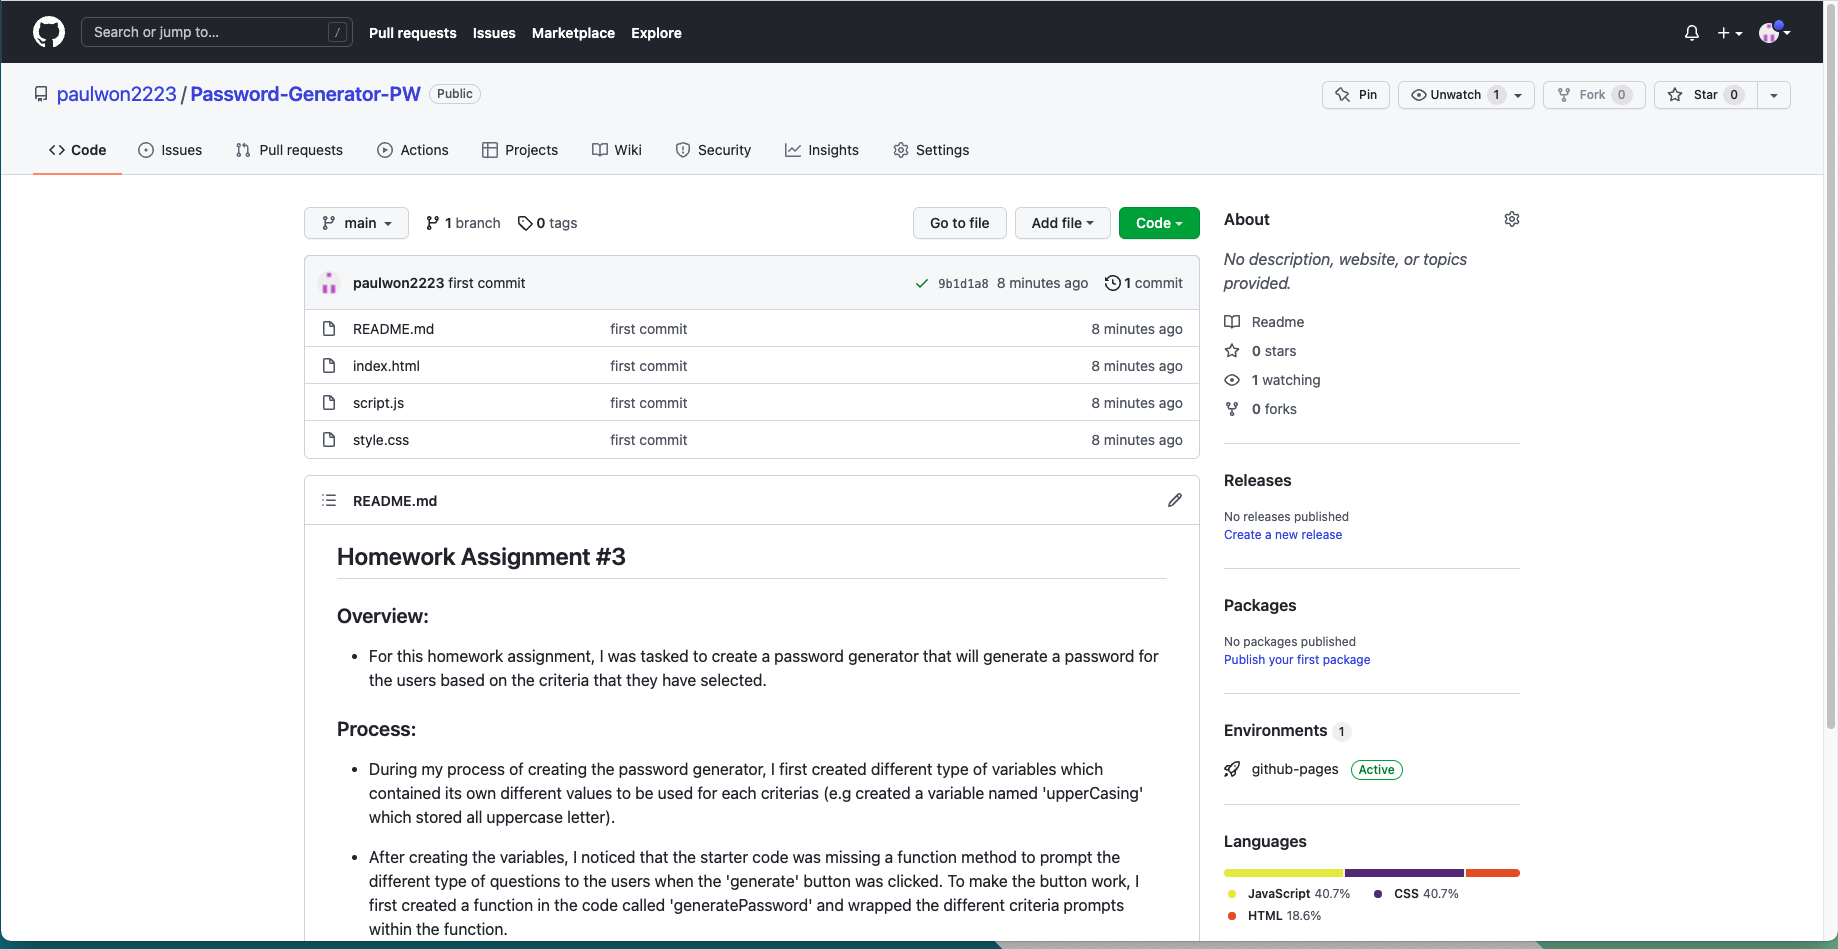 Search or jump to... /
Pull requests Issues Marketplace Explore
paulwon2223 / Password-Generator-PW Public
Pin Unwatch 1 Fork 0 Star 0
Code Issues Pull requests Actions Projects Wiki Security Insights Settings
main 1 branch 0 tags Go to file Add file Code
paulwon2223 first commit 9b1d1a8 8 minutes ago 1 commit
README.md first commit 8 minutes ago
index.html first commit 8 minutes ago
script.js first commit 8 minutes ago
style.css first commit 8 minutes ago
README.md
Homework Assignment #3
Overview:
• For this homework assignment, I was tasked to create a password generator that will generate a password for
the users based on the criteria that they have selected.
Process:
• During my process of creating the password generator, I first created different type of variables which
contained its own different values to be used for each criterias (e.g created a variable named 'upperCasing'
which stored all uppercase letter).
• After creating the variables, I noticed that the starter code was missing a function method to prompt the
different type of questions to the users when the 'generate' button was clicked. To make the button work, I
first created a function in the code called 'generatePassword' and wrapped the different criteria prompts
within the function.
About
No description, website, or topics
provided.
Readme
0 stars
1 watching
0 forks
Releases
No releases published
Create a new release
Packages
No packages published
Publish your first package
Environments 1
github-pages Active
Languages
JavaScript 40.7% CSS 40.7%
HTML 18.6%